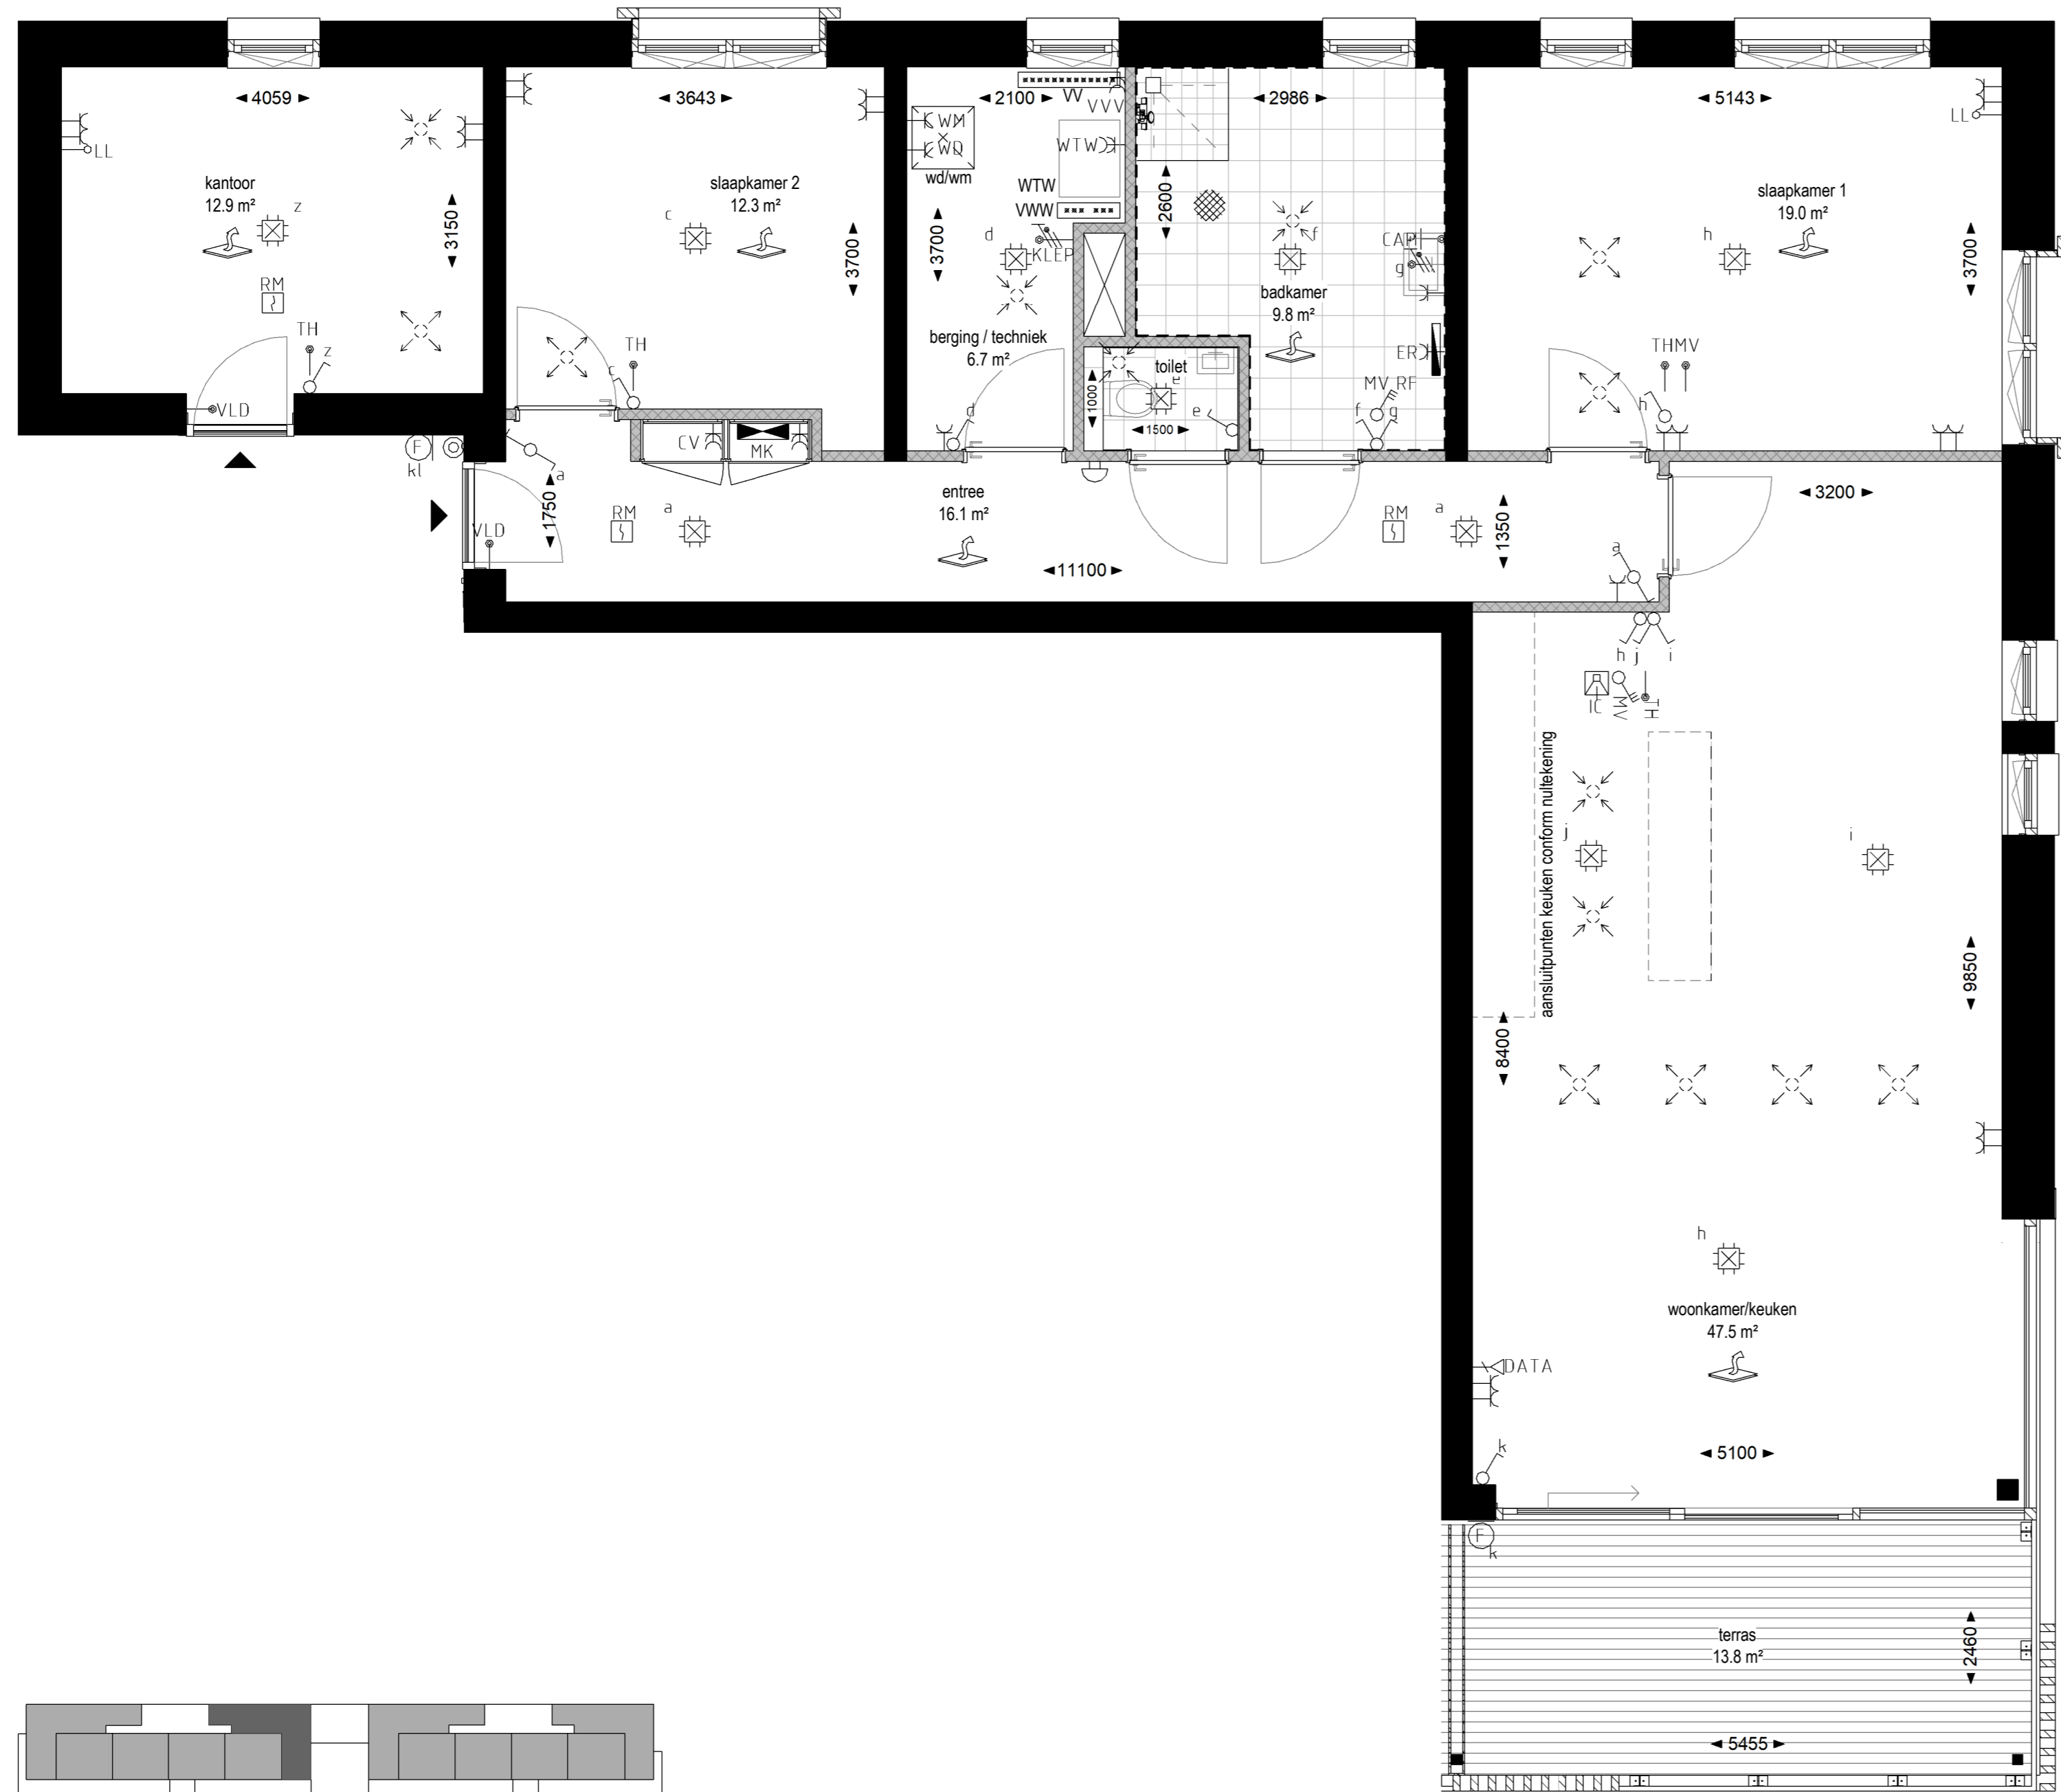 4059
3643
2100
2986
5143
VV
VVV
LL
LL
WM
WD
wd/wm
WTW
WTW
VWW
kantoor
12.9 m²
z
3150
slaapkamer 2
12.3 m²
c
3700
3700
d
KLEP
2600
f
CAP
g
slaapkamer 1
19.0 m²
h
3700
RM
TH
z
VLD
TH
c
berging / techniek
6.7 m²
d
badkamer
9.8 m²
ER
MV RF
f
g
toilet
e
e
1000
1500
THMV
h
F
kl
a
CV
MK
1750
VLD
RM
a
entree
16.1 m²
11100
RM
a
1350
a
3200
h
j
i
IC
MV
TH
aansluitpunten keuken conform nultekening
j
i
9850
8400
h
woonkamer/keuken
47.5 m²
DATA
k
5100
F
k
terras
13.8 m²
2460
5455